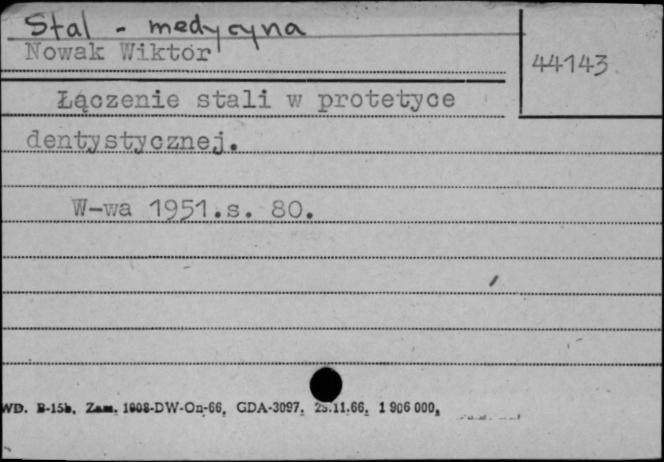 Stal - medycyna
Nowak Wiktor
44143
Łączenie stali w protetyce
dentystycznej.
W-wa 1951.s. 80.
WD. B-15b. Zam. 1908-DW-On-66, GDA-3097, 25.11.66, 1 906 000,